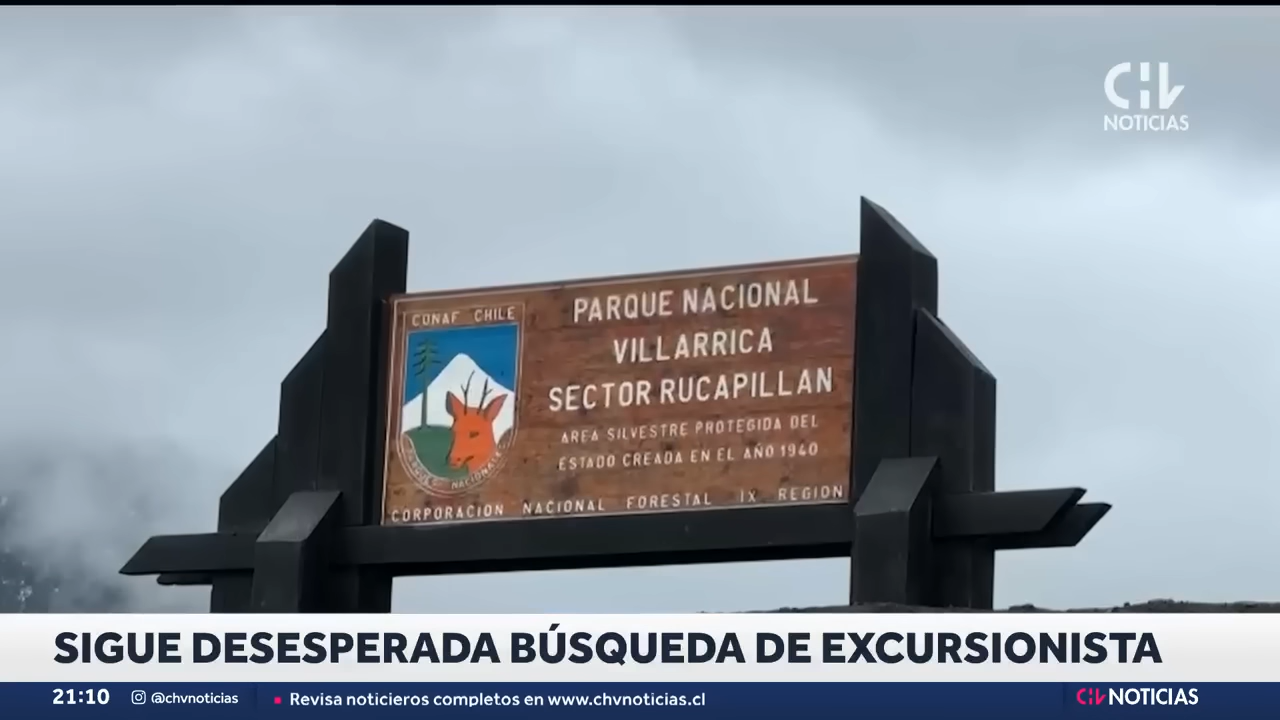 CHV
NOTICIAS
CONAF CHILE
PARQUE NACIONAL
VILLARRICA
SECTOR RUCAPILLAN
AREA SILVESTRE PROTEGIDA DEL
ESTADO CREADA EN EL AÑO 1940
PARQUES NACIONALES
CORPORACION NACIONAL FORESTAL IX REGION
SIGUE DESESPERADA BÚSQUEDA DE EXCURSIONISTA
21:10 @chvnoticias Revisa noticieros completos en www.chvnoticias.cl CHV NOTICIAS